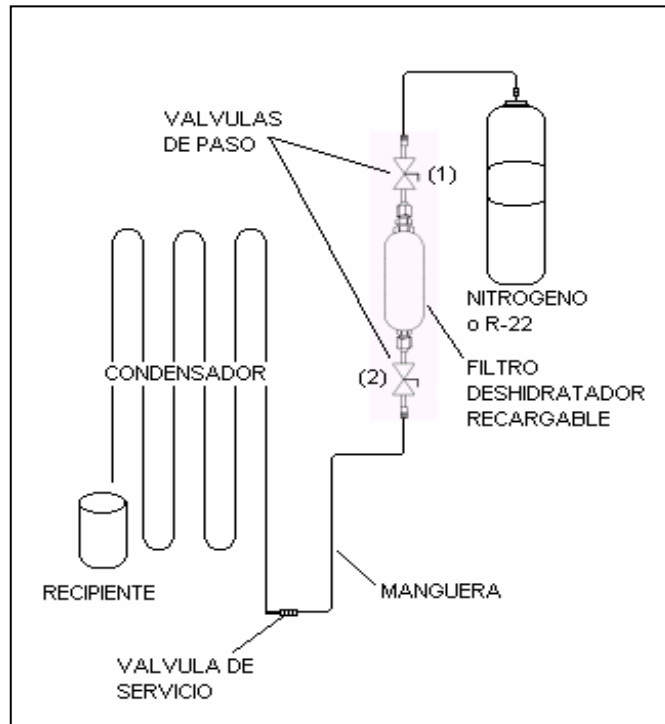 VALVULAS
DE PASO
(1)
NITROGENO
o R-22
CONDENSADOR
(2)
FILTRO
DESHIDRATADOR
RECARGABLE
RECIPIENTE
MANGUERA
VALVULA DE
SERVICIO